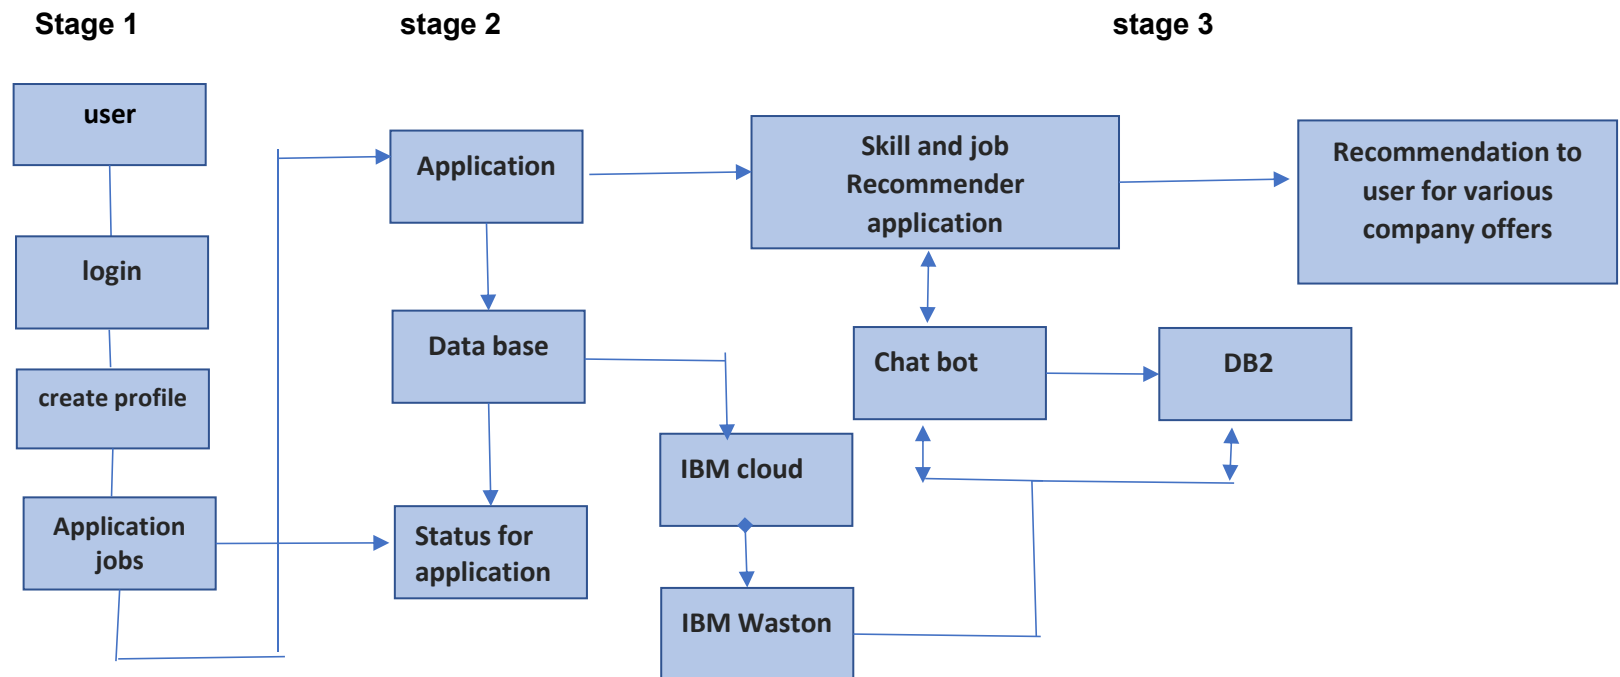 Stage 1
stage 2
stage 3
user
login
create profile
Application
jobs
Application
Data base
Status for
application
IBM cloud
IBM Waston
Skill and job
Recommender
application
Chat bot
DB2
Recommendation to
user for various
company offers